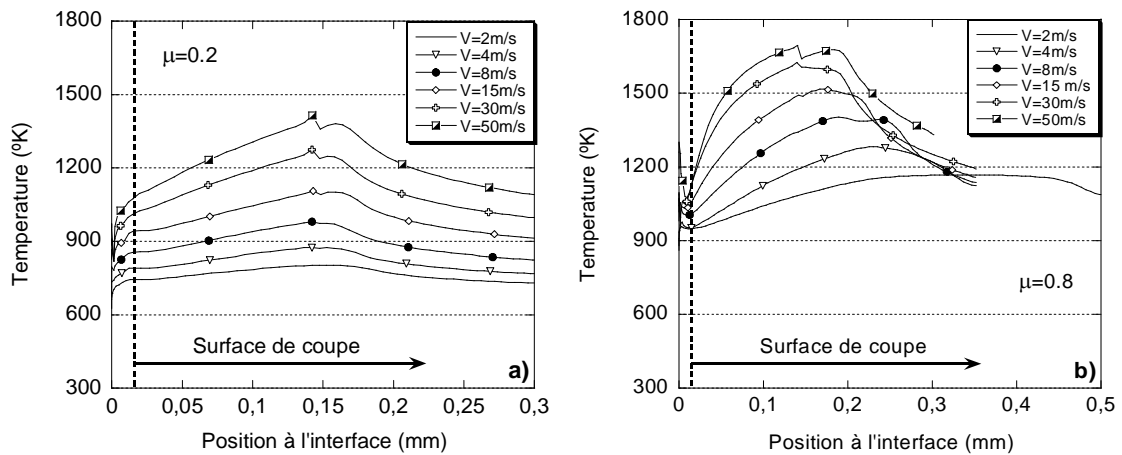 1800
1500
1200
900
600
300
Temperature (ºK)
μ=0.2
V=2m/s
V=4m/s
V=8m/s
V=15m/s
V=30m/s
V=50m/s
Surface de coupe
a)
0
0,05
0,1
0,15
0,2
0,25
0,3
Position à l'interface (mm)
1800
1500
1200
900
600
300
Temperature (ºK)
V=2m/s
V=4m/s
V=8m/s
V=15 m/s
V=30m/s
V=50m/s
μ=0.8
Surface de coupe
b)
0
0,1
0,2
0,3
0,4
0,5
Position à l'interface (mm)